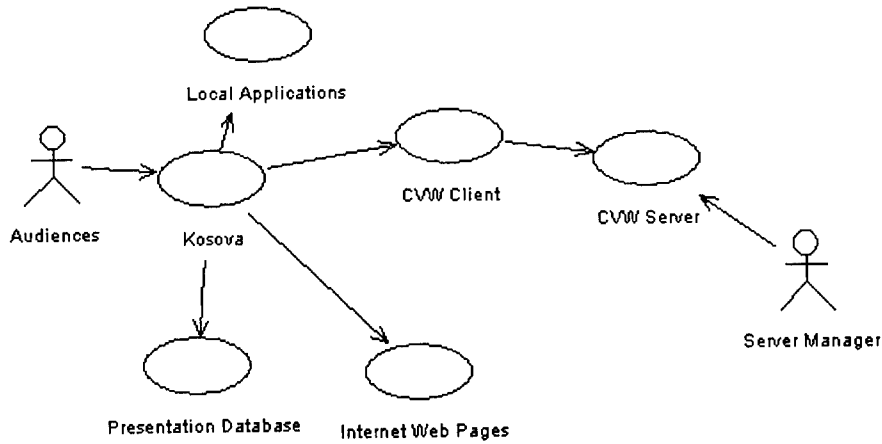 Local Applications
CVW Client
CVW Server
Audiences
Kosova
Server Manager
Presentation Database
Internet Web Pages